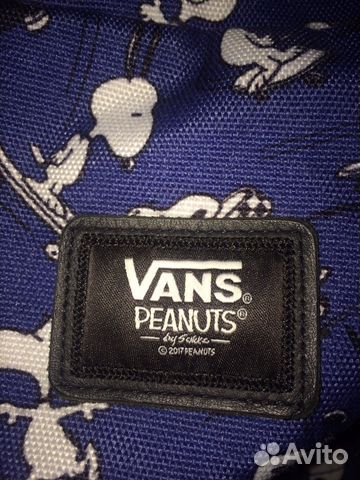 VANS®
PEANUTS®
by Schulz
© 2017 PEANUTS
Avito